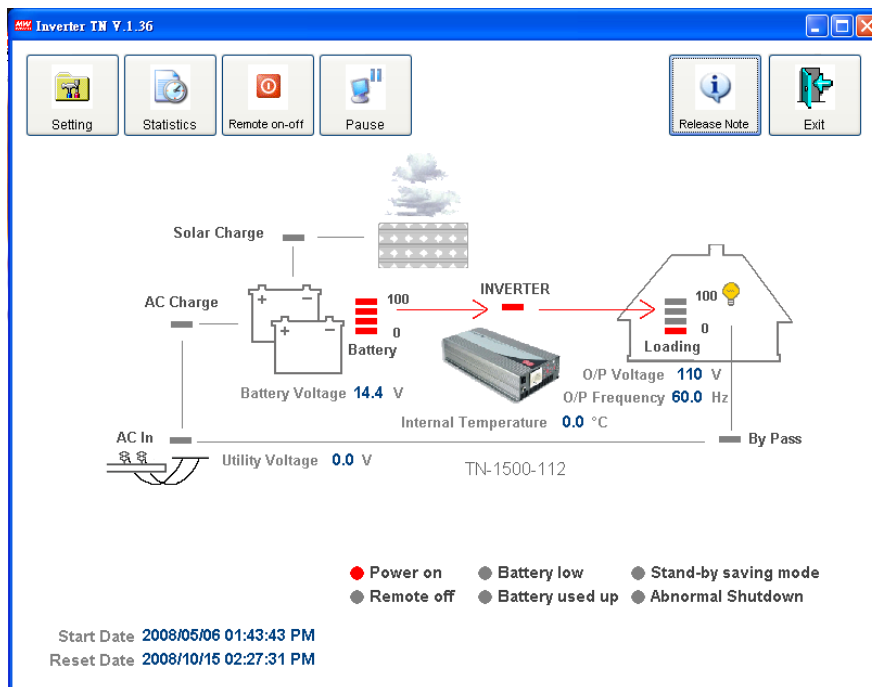 Inverter TN V.1.36
Setting
Statistics
Remote on-off
Pause
Release Note
Exit
Solar Charge
AC Charge
100
0
Battery
INVERTER
100
0
Loading
Battery Voltage 14.4 V
O/P Voltage 110 V
O/P Frequency 60.0 Hz
Internal Temperature 0.0 °C
AC In
By Pass
Utility Voltage 0.0 V
TN-1500-112
Power on
Battery low
Stand-by saving mode
Remote off
Battery used up
Abnormal Shutdown
Start Date 2008/05/06 01:43:43 PM
Reset Date 2008/10/15 02:27:31 PM